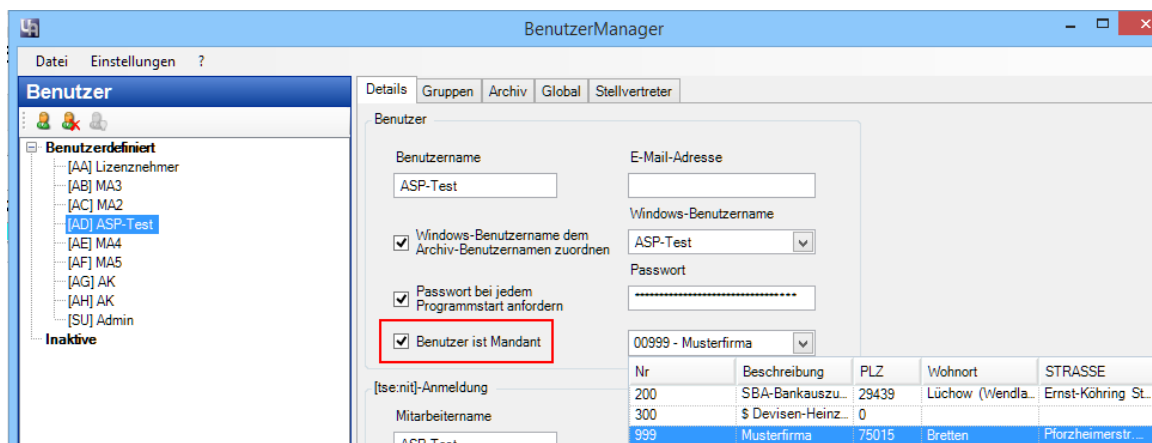 BenutzerManager
Datei Einstellungen ?
Benutzer
Benutzerdefiniert
[AA] Lizenznehmer
[AB] MA3
[AC] MA2
[AD] ASP-Test
[AE] MA4
[AF] MA5
[AG] AK
[AH] AK
[SU] Admin
Inaktive
Details Gruppen Archiv Global Stellvertreter
Benutzer
Benutzername E-Mail-Adresse
ASP-Test
Windows-Benutzername
Windows-Benutzername dem
Archiv-Benutzernamen zuordnen
ASP-Test
Passwort
Passwort bei jedem
Programmstart anfordern
Benutzer ist Mandant 00999 - Musterfirma
Nr Beschreibung PLZ Wohnort STRASSE
200 SBA-Bankauszu... 29439 Lüchow (Wendla... Ernst-Köhring St...
300 $ Devisen-Heinz... 0
999 Musterfirma 75015 Bretten Pforzheimerstr....
[tse:nit]-Anmeldung
Mitarbeitername
ASP-Test